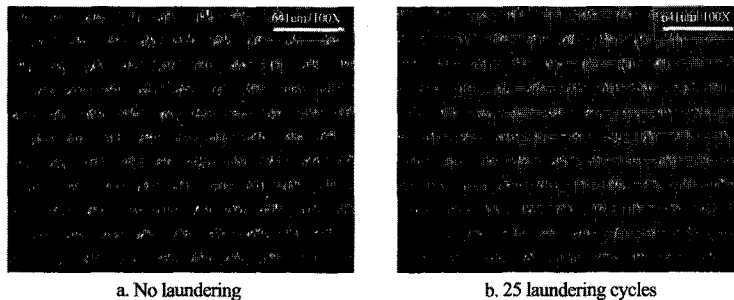 641um/100X
641um/100X
a. No laundering
b. 25 laundering cycles